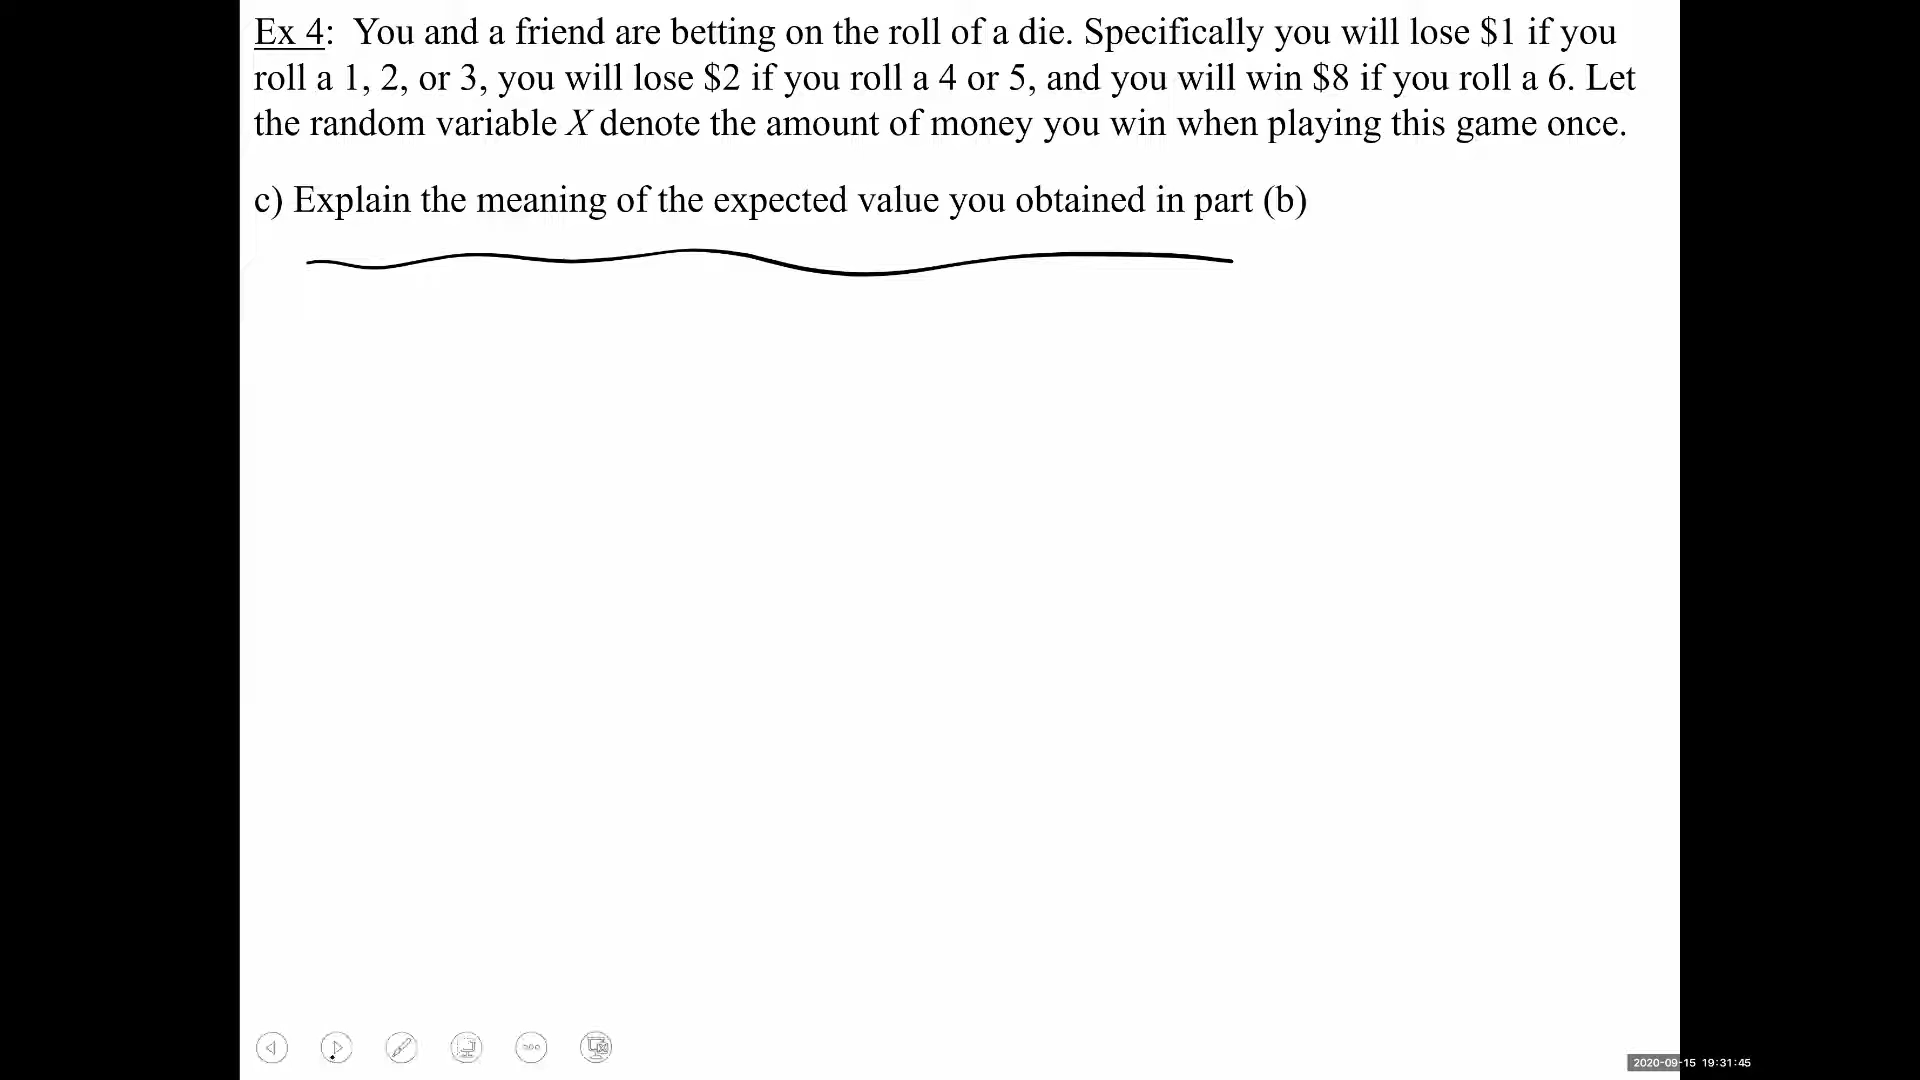 Ex 4:  You and a friend are betting on the roll of a die. Specifically you will lose $1 if you
roll a 1, 2, or 3, you will lose $2 if you roll a 4 or 5, and you will win $8 if you roll a 6. Let
the random variable X denote the amount of money you win when playing this game once.
c) Explain the meaning of the expected value you obtained in part (b)
2020-09-15 19:31:45